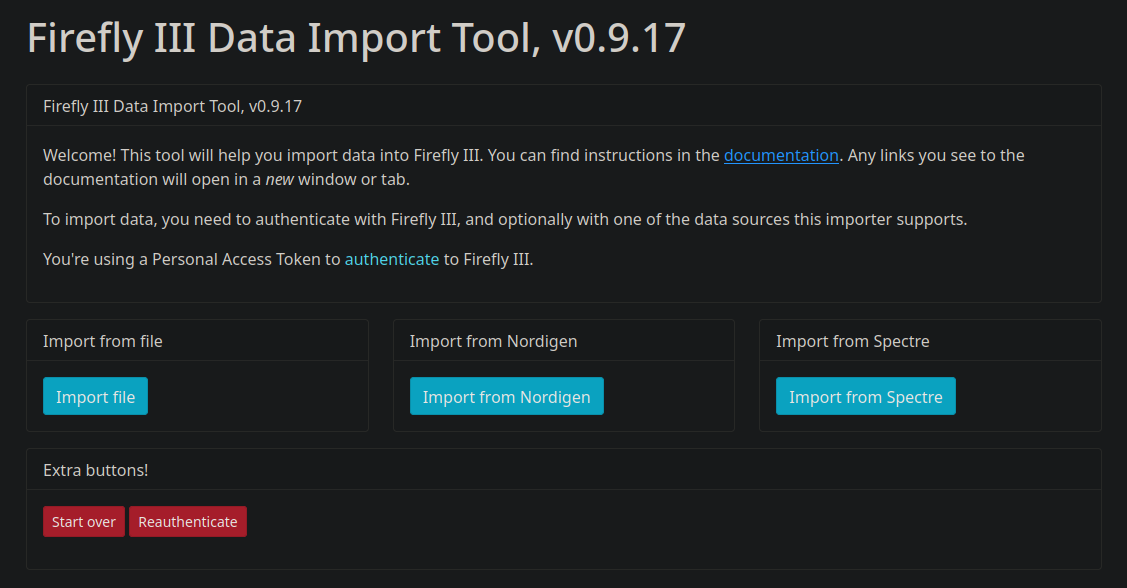 Firefly III Data Import Tool, v0.9.17
Firefly III Data Import Tool, v0.9.17
Welcome! This tool will help you import data into Firefly III. You can find instructions in the documentation. Any links you see to the
documentation will open in a new window or tab.
To import data, you need to authenticate with Firefly III, and optionally with one of the data sources this importer supports.
You're using a Personal Access Token to authenticate to Firefly III.
Import from file
Import file
Import from Nordigen
Import from Nordigen
Import from Spectre
Import from Spectre
Extra buttons!
Start over
Reauthenticate